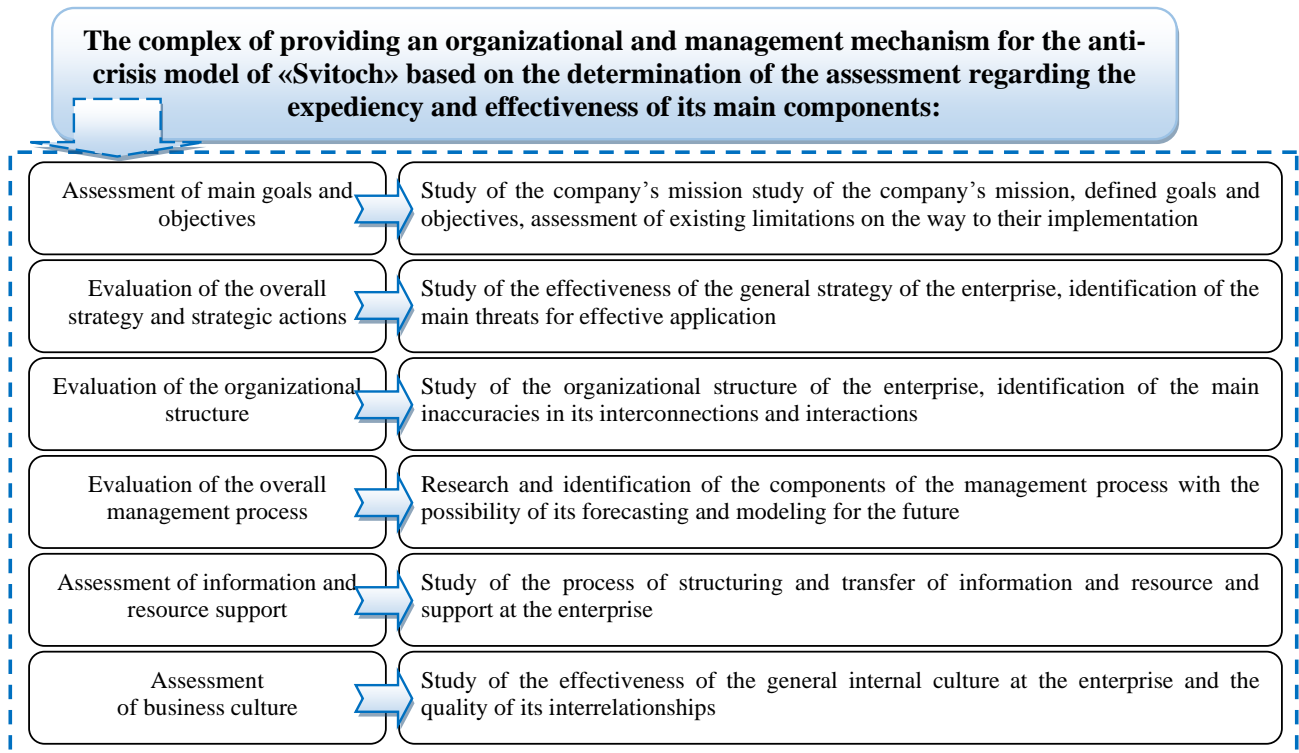 The complex of providing an organizational and management mechanism for the anti-
crisis model of «Svitoch» based on the determination of the assessment regarding the
expediency and effectiveness of its main components:
Assessment of main goals and
objectives
Study of the company’s mission study of the company’s mission, defined goals and
objectives, assessment of existing limitations on the way to their implementation
Evaluation of the overall
strategy and strategic actions
Study of the effectiveness of the general strategy of the enterprise, identification of the
main threats for effective application
Evaluation of the organizational
structure
Study of the organizational structure of the enterprise, identification of the main
inaccuracies in its interconnections and interactions
Evaluation of the overall
management process
Research and identification of the components of the management process with the
possibility of its forecasting and modeling for the future
Assessment of information and
resource support
Study of the process of structuring and transfer of information and resource and
support at the enterprise
Assessment
of business culture
Study of the effectiveness of the general internal culture at the enterprise and the
quality of its interrelationships